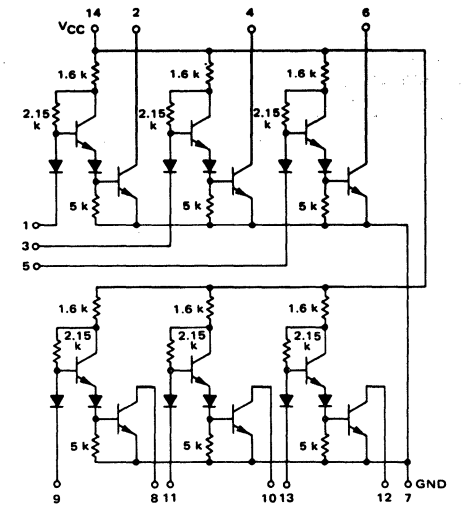 14 2 4 6
VCC
1.6 k 1.6 k 1.6 k
2.15 k 2.15 k 2.15 k
5 k 5 k 5 k
1
3
5
1.6 k 1.6 k 1.6 k
2.15 k 2.15 k 2.15 k
5 k 5 k 5 k
GND
9 8 11 10 13 12 7